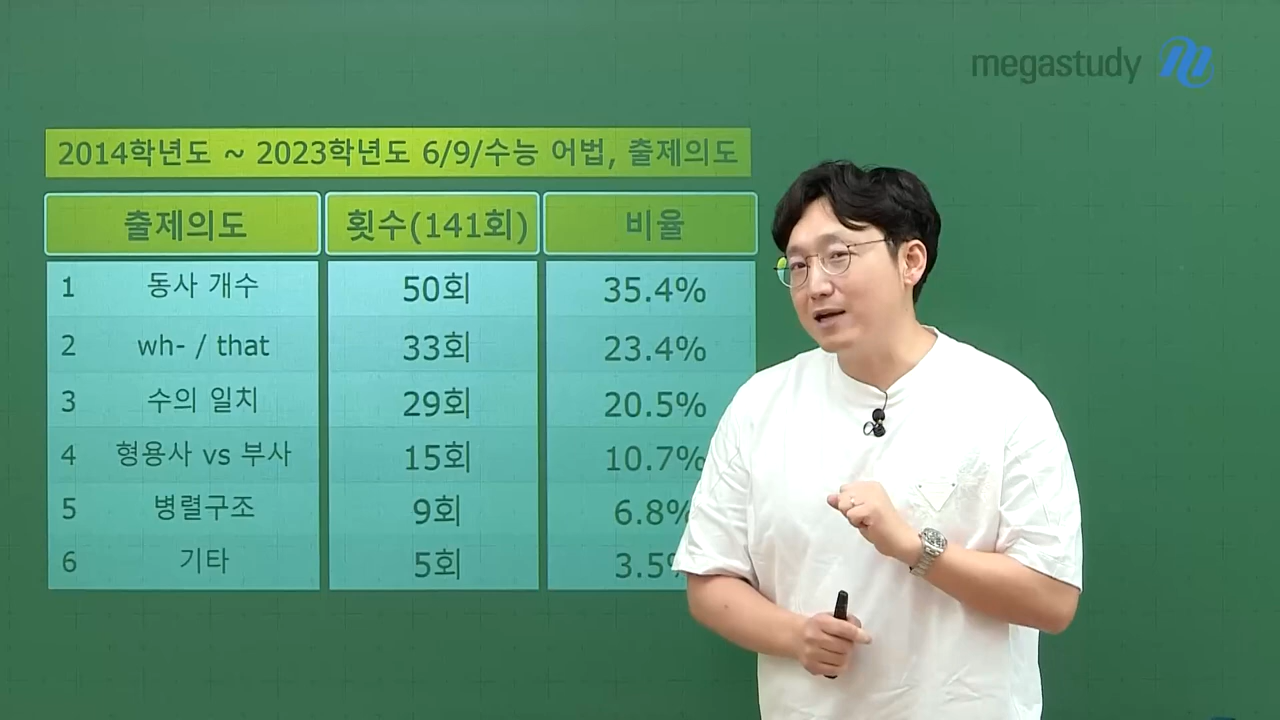 megastudy
2014학년도 ~ 2023학년도 6/9/수능 어법, 출제의도
출제의도 횟수(141회) 비율
1 동사 개수 50회 35.4%
2 wh- / that 33회 23.4%
3 수의 일치 29회 20.5%
4 형용사 vs 부사 15회 10.7%
5 병렬구조 9회 6.8%
6 기타 5회 3.5%